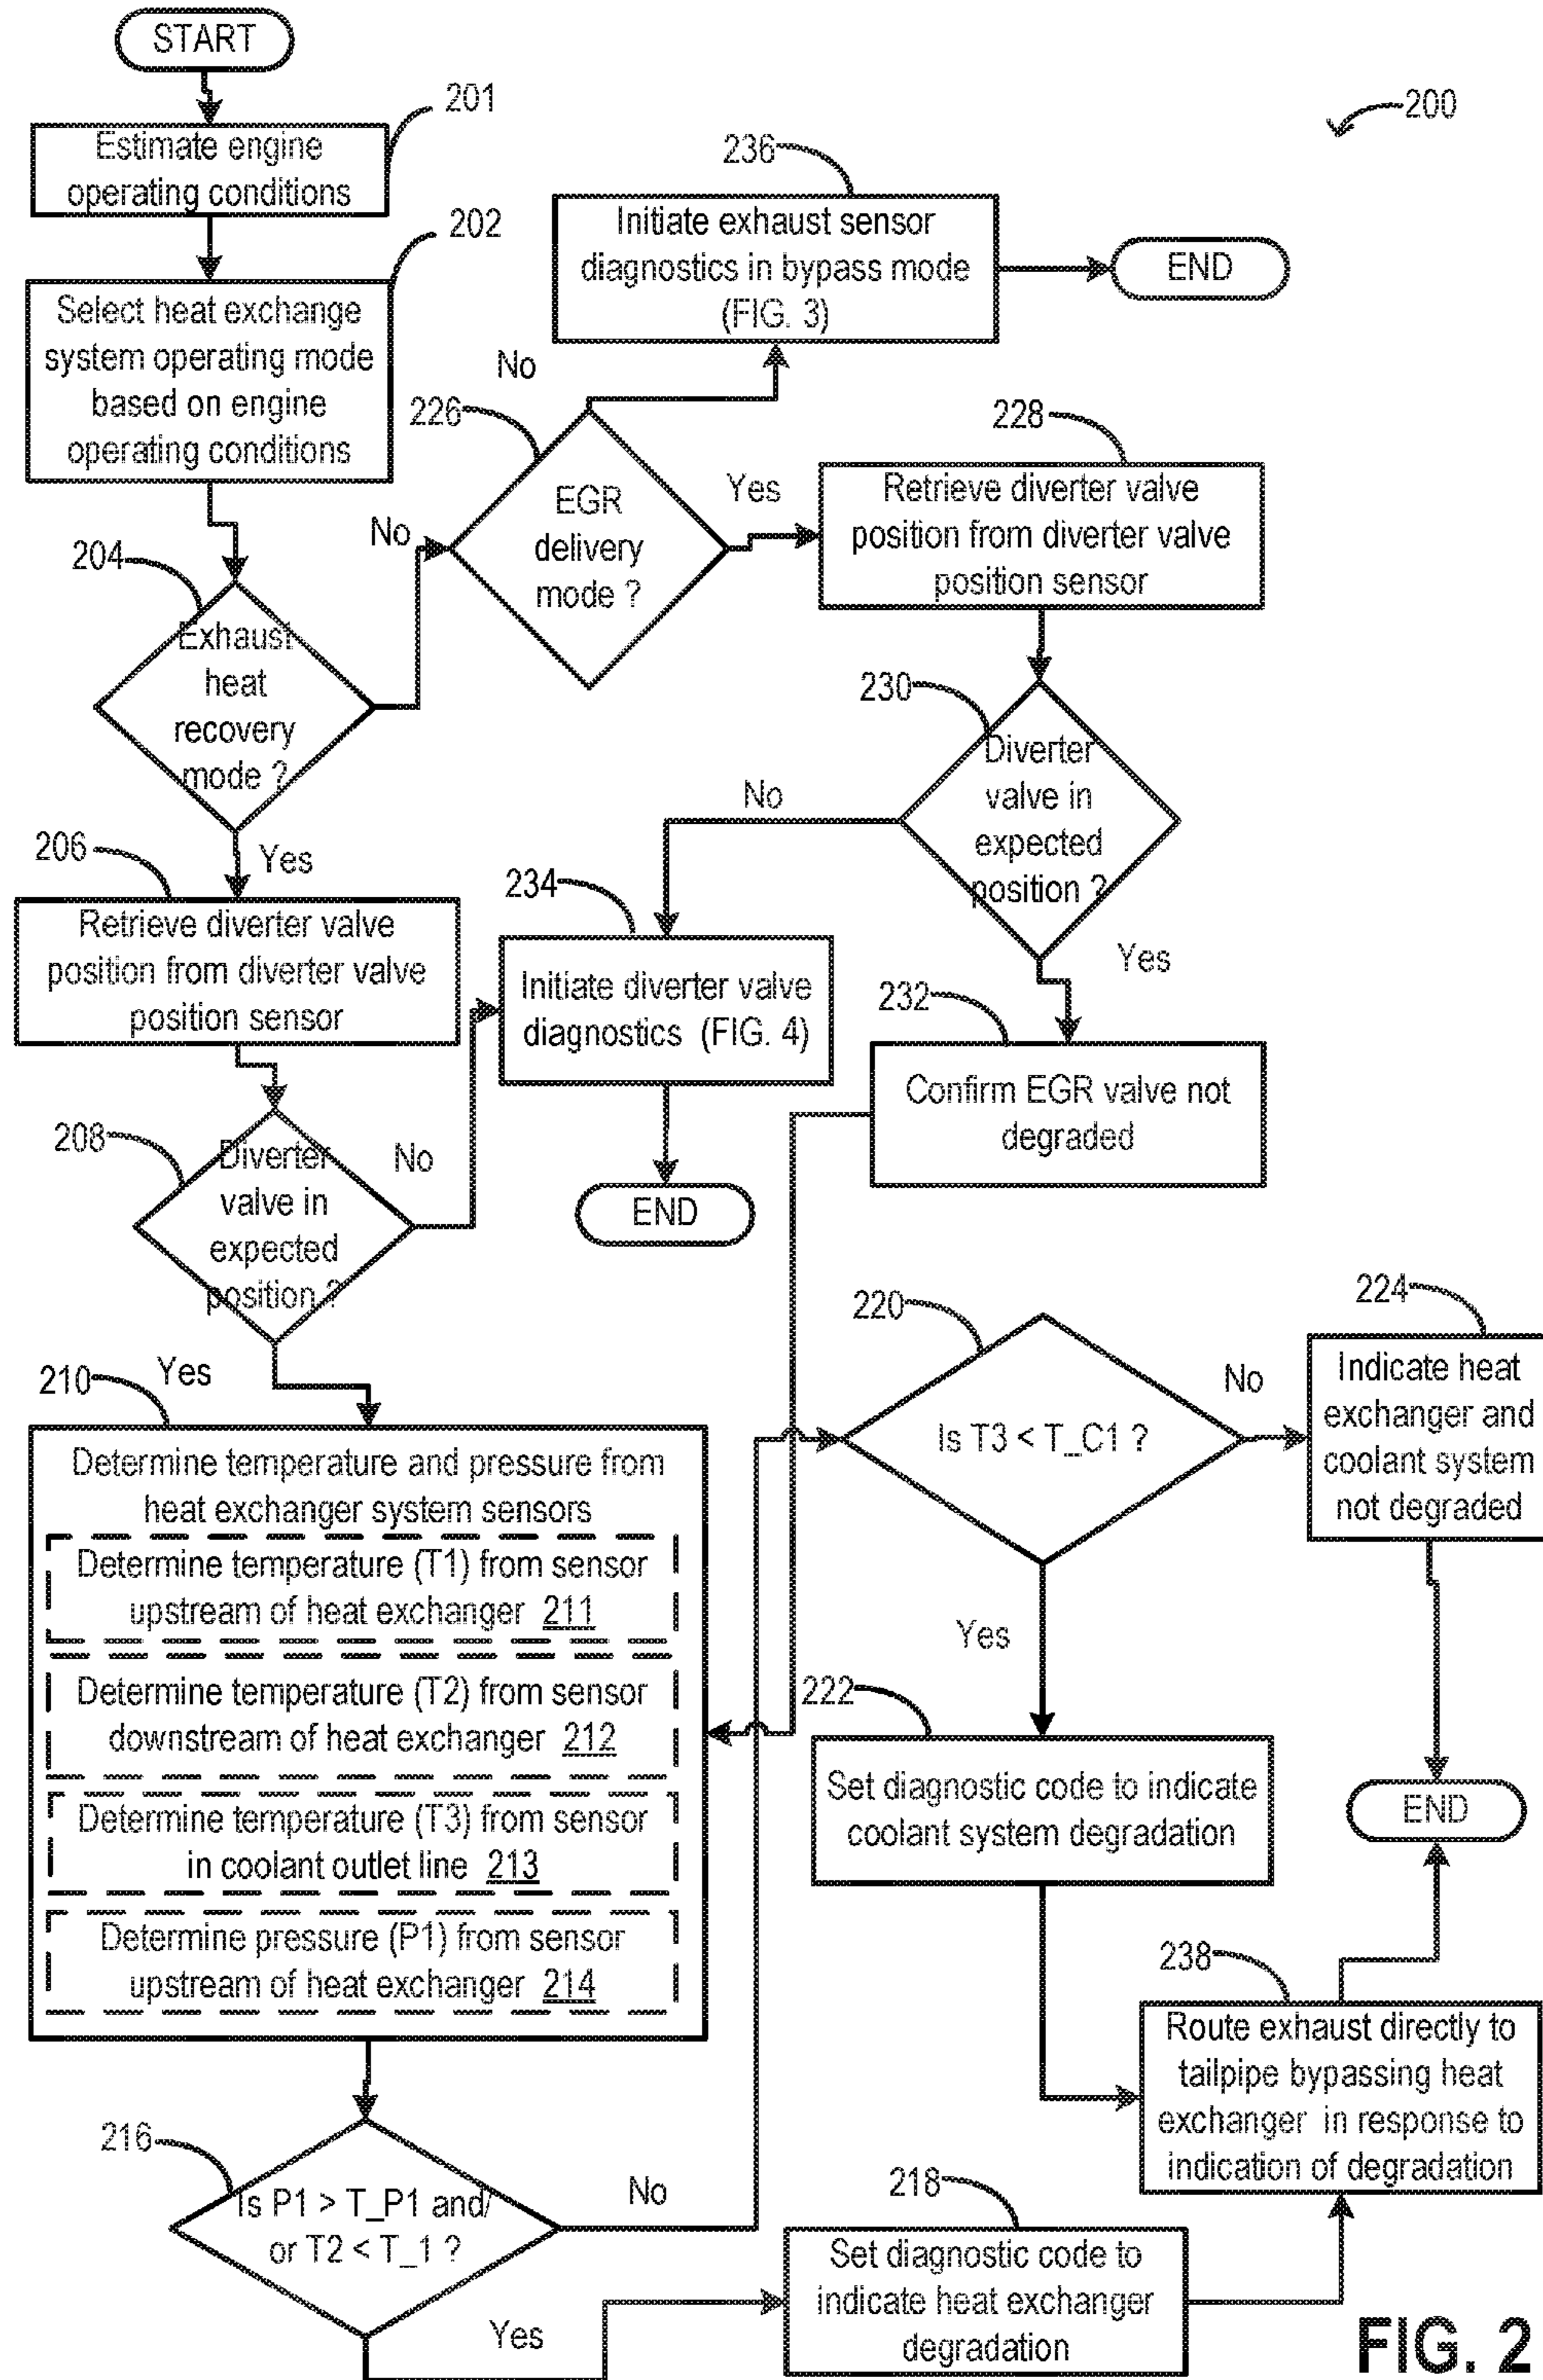 START
201
Estimate engine
operating conditions
200
236
Initiate exhaust sensor
diagnostics in bypass mode
(FIG. 3)
END
202
Select heat exchange
system operating mode
based on engine
operating conditions
No
226
EGR
delivery
mode ?
Yes
228
Retrieve diverter valve
position from diverter valve
position sensor
No
204
Exhaust
heat
recovery
mode ?
230
Diverter
valve in
expected
position ?
No
Yes
206
Yes
Retrieve diverter valve
position from diverter valve
position sensor
234
Initiate diverter valve
diagnostics (FIG. 4)
END
232
Confirm EGR valve not
degraded
208
Diverter
valve in
expected
position ?
No
Yes
210
Determine temperature and pressure from
heat exchanger system sensors
Determine temperature (T1) from sensor
upstream of heat exchanger 211
Determine temperature (T2) from sensor
downstream of heat exchanger 212
Determine temperature (T3) from sensor
in coolant outlet line 213
Determine pressure (P1) from sensor
upstream of heat exchanger 214
220
Is T3 < T_C1 ?
No
224
Indicate heat
exchanger and
coolant system
not degraded
Yes
222
Set diagnostic code to indicate
coolant system degradation
END
238
Route exhaust directly to
tailpipe bypassing heat
exchanger in response to
indication of degradation
216
Is P1 > T_P1 and/
or T2 < T_1 ?
No
Yes
218
Set diagnostic code to
indicate heat exchanger
degradation
FIG. 2